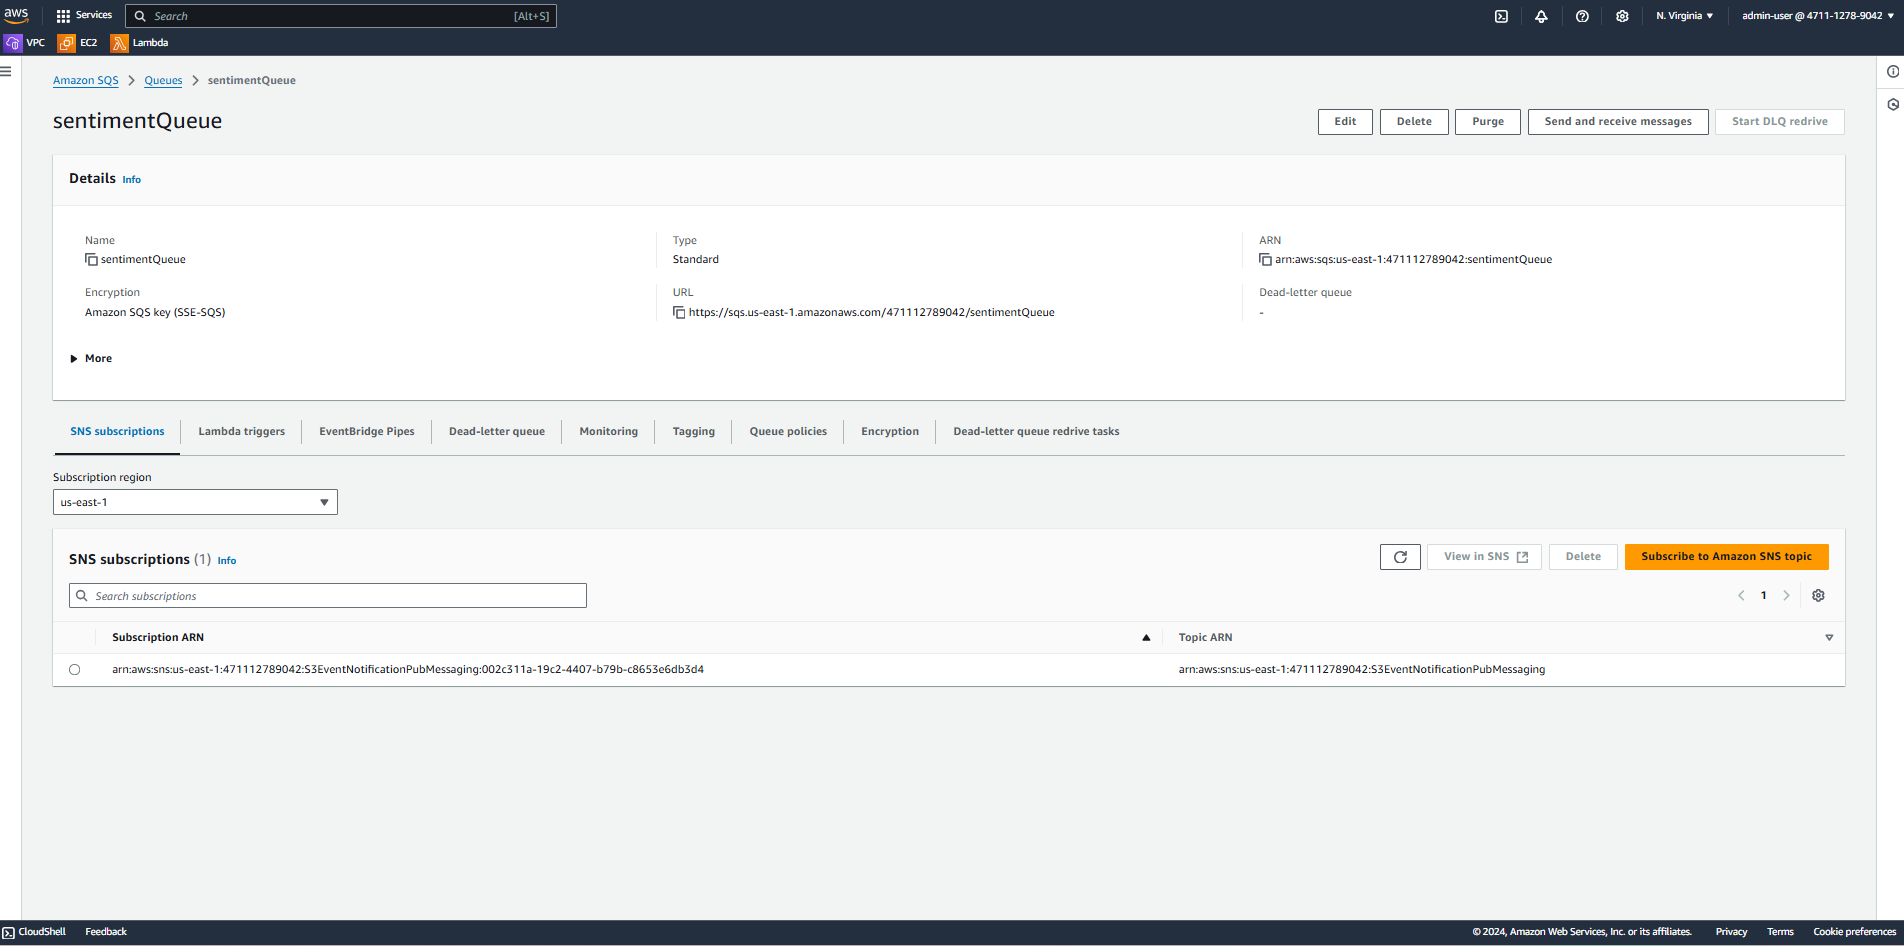 aws Services Search [Alt+S] N. Virginia admin-user @ 4711-1278-9042
VPC EC2 Lambda
Amazon SQS Queues sentimentQueue
sentimentQueue Edit Delete Purge Send and receive messages Start DLQ redrive
Details Info
Name Type ARN
sentimentQueue Standard arn:aws:sqs:us-east-1:471112789042:sentimentQueue
Encryption URL Dead-letter queue
Amazon SQS key (SSE-SQS) https://sqs.us-east-1.amazonaws.com/471112789042/sentimentQueue -
More
SNS subscriptions Lambda triggers EventBridge Pipes Dead-letter queue Monitoring Tagging Queue policies Encryption Dead-letter queue redrive tasks
Subscription region
us-east-1
SNS subscriptions (1) Info View in SNS Delete Subscribe to Amazon SNS topic
Search subscriptions 1
Subscription ARN Topic ARN
arn:aws:sns:us-east-1:471112789042:S3EventNotificationPubMessaging:002c311a-19c2-4407-b79b-c8653e6db3d4 arn:aws:sns:us-east-1:471112789042:S3EventNotificationPubMessaging
CloudShell Feedback © 2024, Amazon Web Services, Inc. or its affiliates. Privacy Terms Cookie preferences